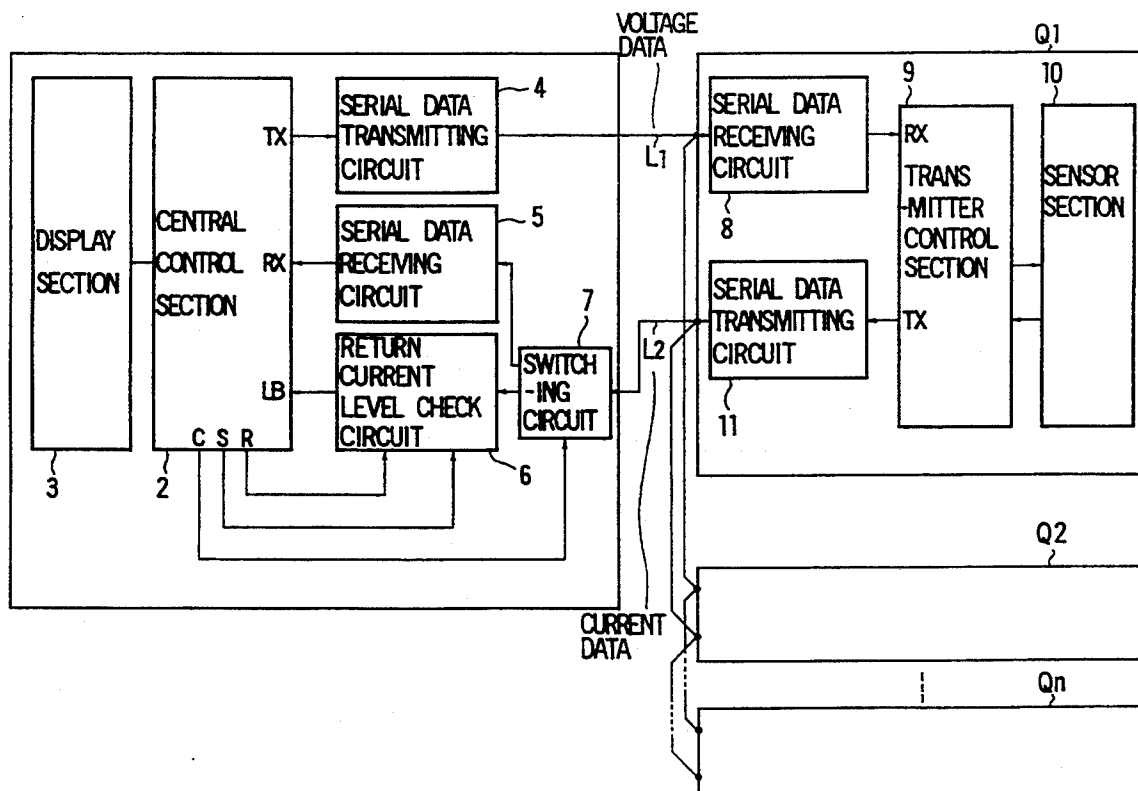 VOLTAGE
DATA
Q1
4
9
10
SERIAL DATA
TRANSMITTING
CIRCUIT
TX
L1
SERIAL DATA
RECEIVING
CIRCUIT
8
RX
TRANS
-MITTER
CONTROL
SECTION
TX
SENSOR
SECTION
5
DISPLAY
SECTION
CENTRAL
CONTROL
SECTION
RX
SERIAL DATA
RECEIVING
CIRCUIT
7
SWITCH
-ING
CIRCUIT
L2
SERIAL DATA
TRANSMITTING
CIRCUIT
11
LB
RETURN
CURRENT
LEVEL CHECK
CIRCUIT
C S R
3
2
6
Q2
CURRENT
DATA
Qn